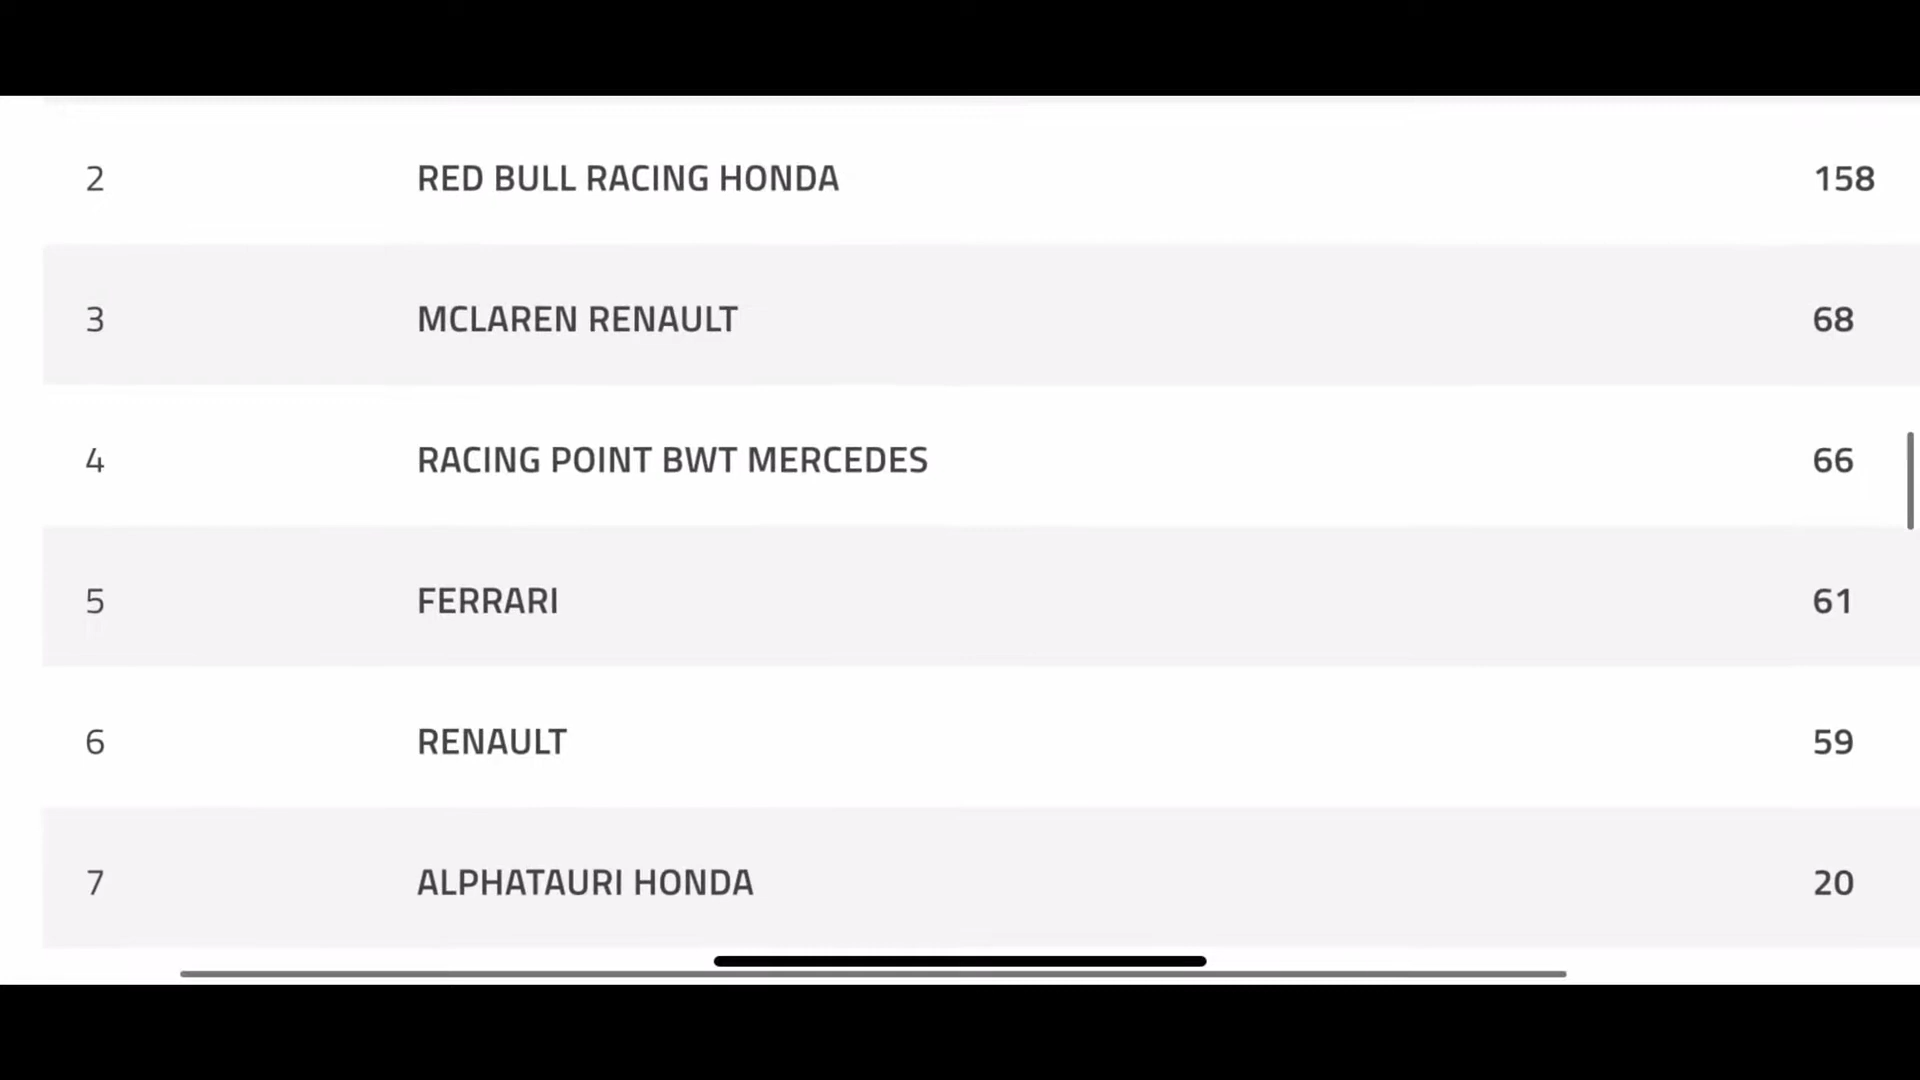 2 RED BULL RACING HONDA 158
3 MCLAREN RENAULT 68
4 RACING POINT BWT MERCEDES 66
5 FERRARI 61
6 RENAULT 59
7 ALPHATAURI HONDA 20